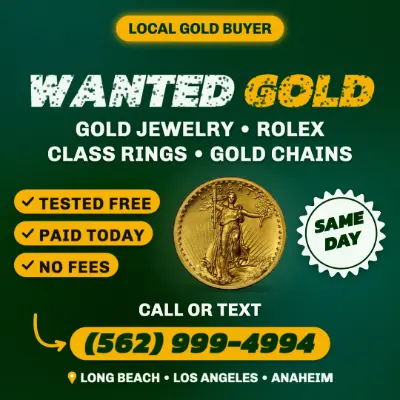 LOCAL GOLD BUYER
WANTED GOLD
GOLD JEWELRY • ROLEX
CLASS RINGS • GOLD CHAINS
TESTED FREE
PAID TODAY
NO FEES
SAME
DAY
CALL OR TEXT
(562) 999-4994
LONG BEACH • LOS ANGELES • ANAHEIM